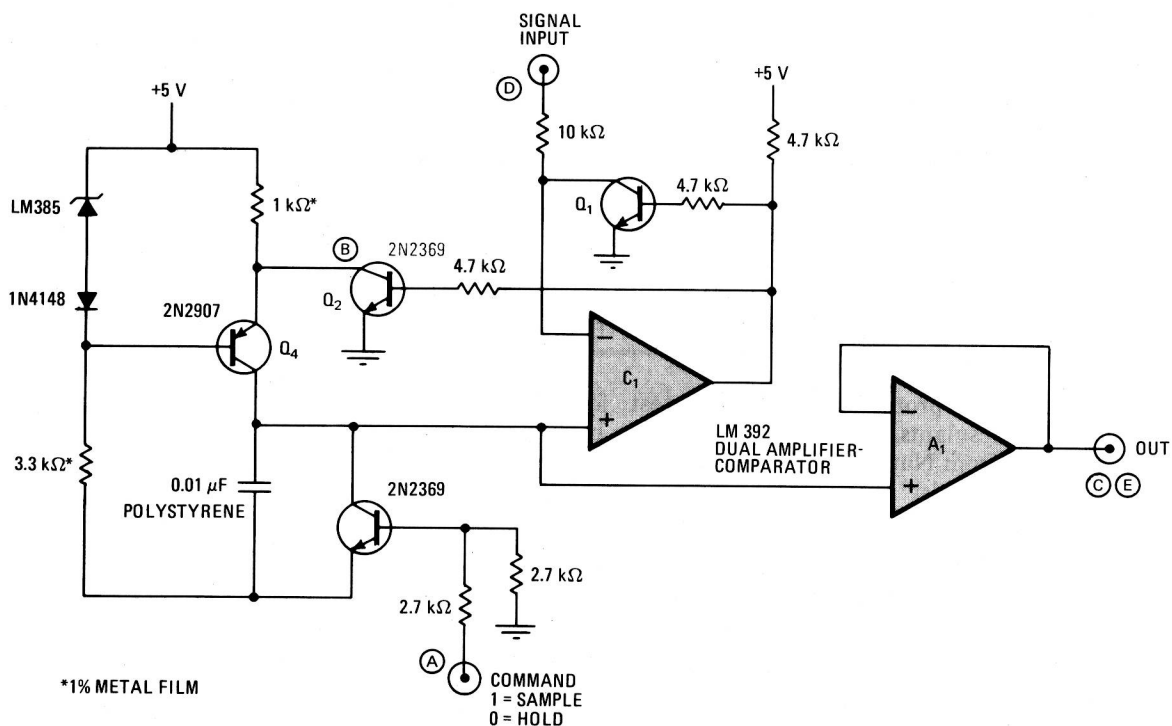 SIGNAL
INPUT
D
+5 V
+5 V
10 kΩ
4.7 kΩ
LM385
1 kΩ*
4.7 kΩ
Q1
B
2N2369
4.7 kΩ
1N4148
2N2907
Q2
Q4
−
C1
+
−
A1
+
LM 392
DUAL AMPLIFIER-
COMPARATOR
OUT
C E
3.3 kΩ*
0.01 µF
POLYSTYRENE
2N2369
2.7 kΩ
2.7 kΩ
A
*1% METAL FILM
COMMAND
1 = SAMPLE
0 = HOLD